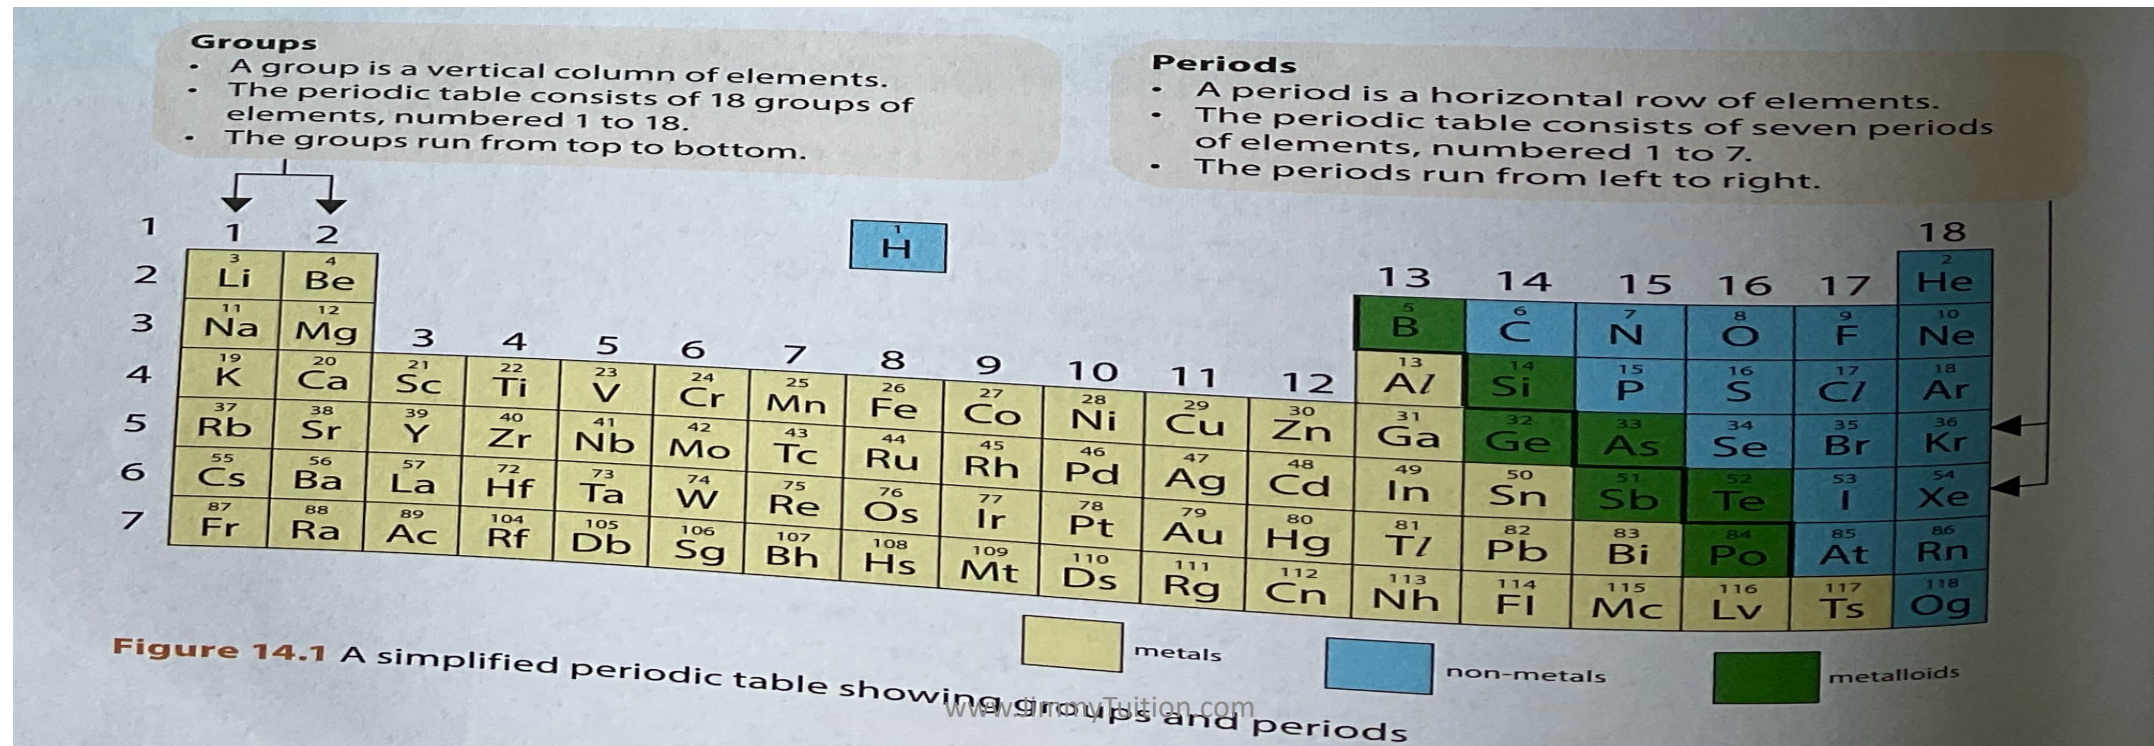 Groups
• A group is a vertical column of elements.
• The periodic table consists of 18 groups of
elements, numbered 1 to 18.
• The groups run from top to bottom.
Periods
• A period is a horizontal row of elements.
• The periodic table consists of seven periods
of elements, numbered 1 to 7.
• The periods run from left to right.
1 2 13 14 15 16 17 18
3 4 5 6 7 8 9 10 11 12
1 1 H 2 He
2 3 Li 4 Be 5 B 6 C 7 N 8 O 9 F 10 Ne
3 11 Na 12 Mg 13 Al 14 Si 15 P 16 S 17 Cl 18 Ar
4 19 K 20 Ca 21 Sc 22 Ti 23 V 24 Cr 25 Mn 26 Fe 27 Co 28 Ni 29 Cu 30 Zn 31 Ga 32 Ge 33 As 34 Se 35 Br 36 Kr
5 37 Rb 38 Sr 39 Y 40 Zr 41 Nb 42 Mo 43 Tc 44 Ru 45 Rh 46 Pd 47 Ag 48 Cd 49 In 50 Sn 51 Sb 52 Te 53 I 54 Xe
6 55 Cs 56 Ba 57 La 72 Hf 73 Ta 74 W 75 Re 76 Os 77 Ir 78 Pt 79 Au 80 Hg 81 Tl 82 Pb 83 Bi 84 Po 85 At 86 Rn
7 87 Fr 88 Ra 89 Ac 104 Rf 105 Db 106 Sg 107 Bh 108 Hs 109 Mt 110 Ds 111 Rg 112 Cn 113 Nh 114 Fl 115 Mc 116 Lv 117 Ts 118 Og
metals
non-metals
metalloids
Figure 14.1 A simplified periodic table showing groups and periods
www.JimmyTuition.com